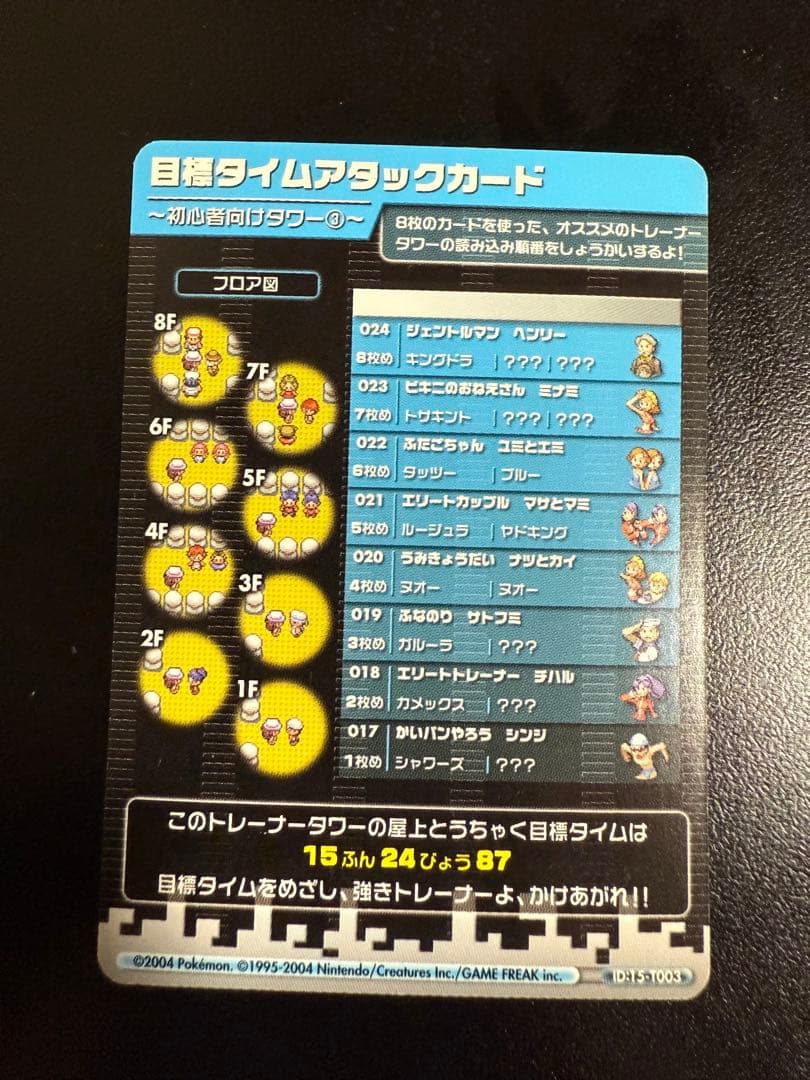 目標タイムアタックカード
～初心者向けタワー③～
8枚のカードを使った、オススメのトレーナー
タワーの読み込み順番をしょうかいするよ!
フロア図
8F
7F
6F
5F
4F
3F
2F
1F
024 ジェントルマン ヘンリー
8枚め キングドラ ??? ???
023 ビキニのおねえさん ミナミ
7枚め トサキント ??? ???
022 ふたごちゃん ユミとエミ
6枚め タッツー ブルー
021 エリートカップル マサとマミ
5枚め ルージュラ ヤドキング
020 うみきょうだい ナツとカイ
4枚め ヌオー ヌオー
019 ふなのり サトフミ
3枚め ガルーラ ???
018 エリートトレーナー チハル
2枚め カメックス ???
017 かいパンやろう シンジ
1枚め シャワーズ ???
このトレーナータワーの屋上とうちゃく目標タイムは
15ふん24びょう87
目標タイムをめざし、強きトレーナーよ、かけあがれ!!
©2004 Pokémon. ©1995-2004 Nintendo/Creatures Inc./GAME FREAK inc.
ID:15-T003